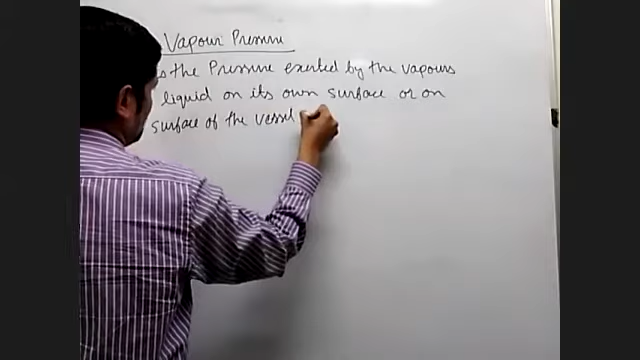 Vapour Pressure
s the Pressure exerted by the vapours
liquid on its own surface or on
surface of the vessel